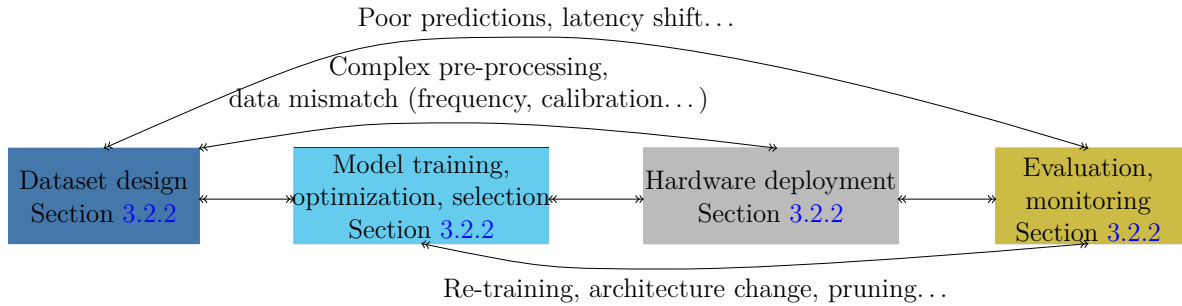 Poor predictions, latency shift...
Complex pre-processing,
data mismatch (frequency, calibration...)
Dataset design
Section 3.2.2
Model training,
optimization, selection
Section 3.2.2
Hardware deployment
Section 3.2.2
Evaluation,
monitoring
Section 3.2.2
Re-training, architecture change, pruning...